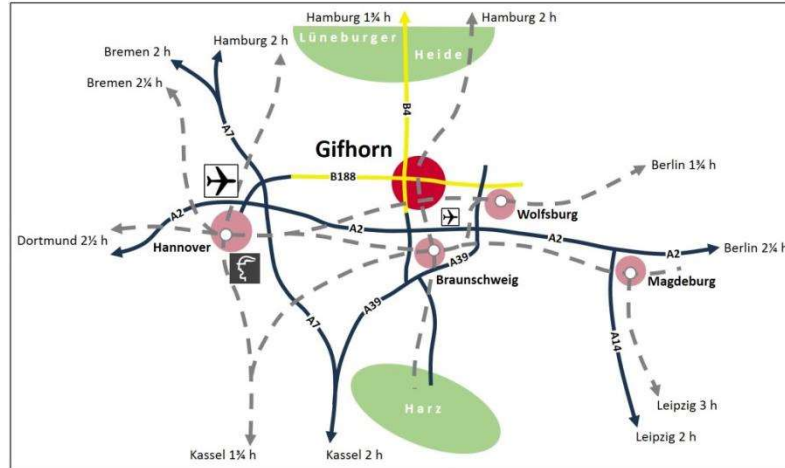 Hamburg 1¾ h
Hamburg 2 h
Lüneburger
Heide
Bremen 2 h
Hamburg 2 h
Bremen 2¼ h
B4
A7
Gifhorn
B188
Berlin 1¾ h
Wolfsburg
A2
Hannover
A2
A2
A2
Berlin 2¼ h
Dortmund 2½ h
A39
Braunschweig
Magdeburg
A39
A7
A14
Harz
Leipzig 3 h
Leipzig 2 h
Kassel 1¾ h
Kassel 2 h